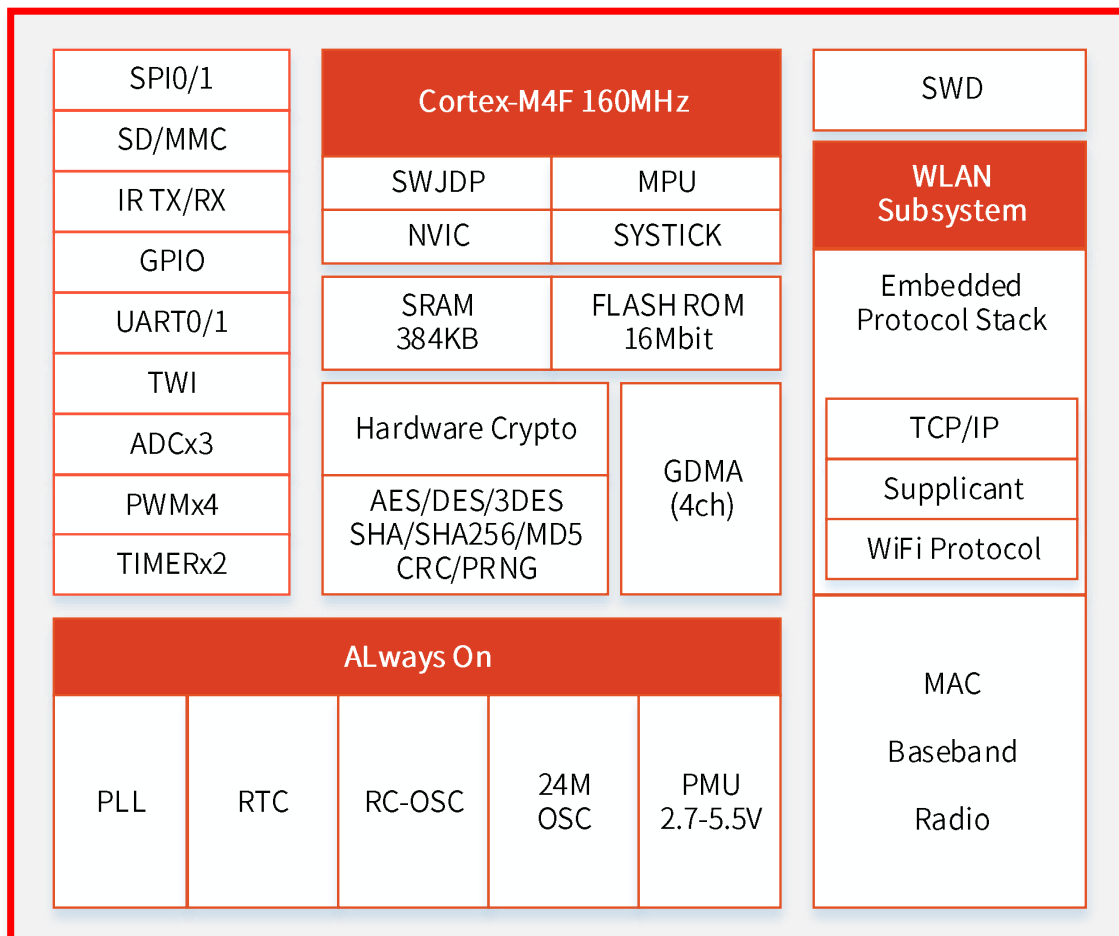 SPI0/1
SD/MMC
IR TX/RX
GPIO
UART0/1
TWI
ADCx3
PWMx4
TIMERx2
Cortex-M4F 160MHz
SWJDP
MPU
NVIC
SYSTICK
SRAM
384KB
FLASH ROM
16Mbit
Hardware Crypto
AES/DES/3DES
SHA/SHA256/MD5
CRC/PRNG
GDMA
(4ch)
SWD
WLAN
Subsystem
Embedded
Protocol Stack
TCP/IP
Supplicant
WiFi Protocol
MAC
Baseband
Radio
ALways On
PLL
RTC
RC-OSC
24M
OSC
PMU
2.7-5.5V